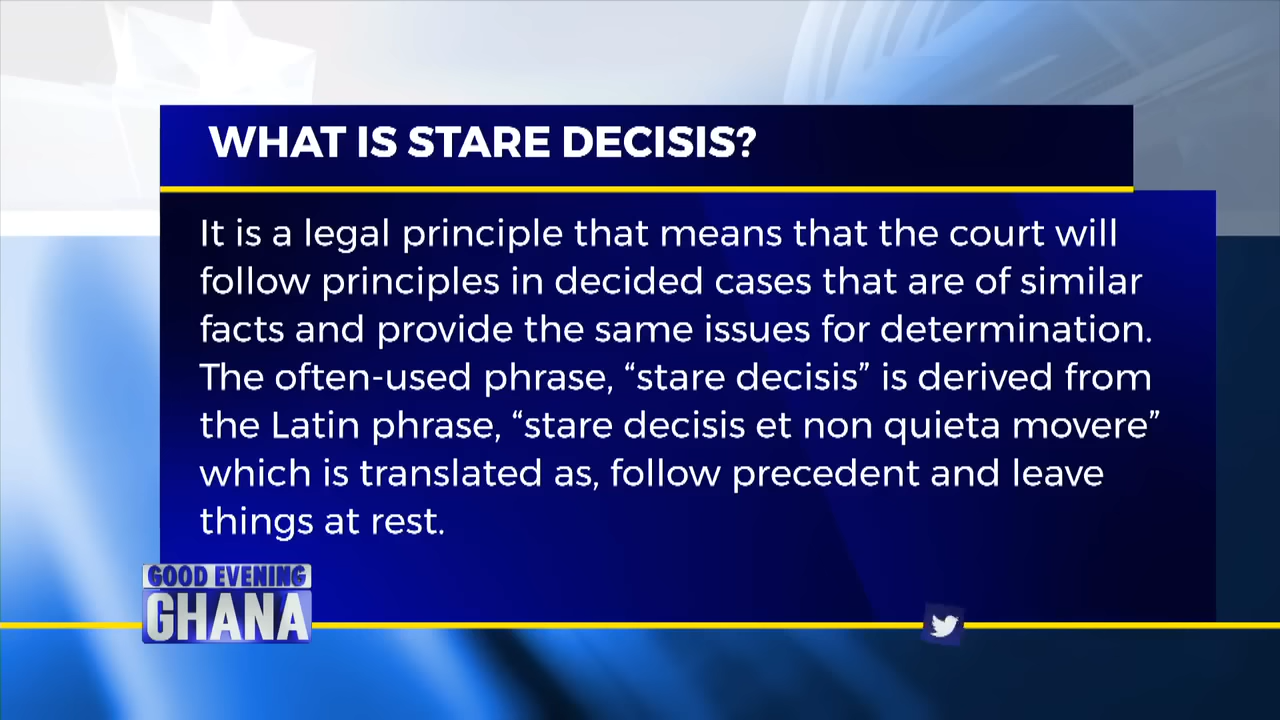 WHAT IS STARE DECISIS?
It is a legal principle that means that the court will
follow principles in decided cases that are of similar
facts and provide the same issues for determination.
The often-used phrase, “stare decisis” is derived from
the Latin phrase, “stare decisis et non quieta movere”
which is translated as, follow precedent and leave
things at rest.
GOOD EVENING
GHANA